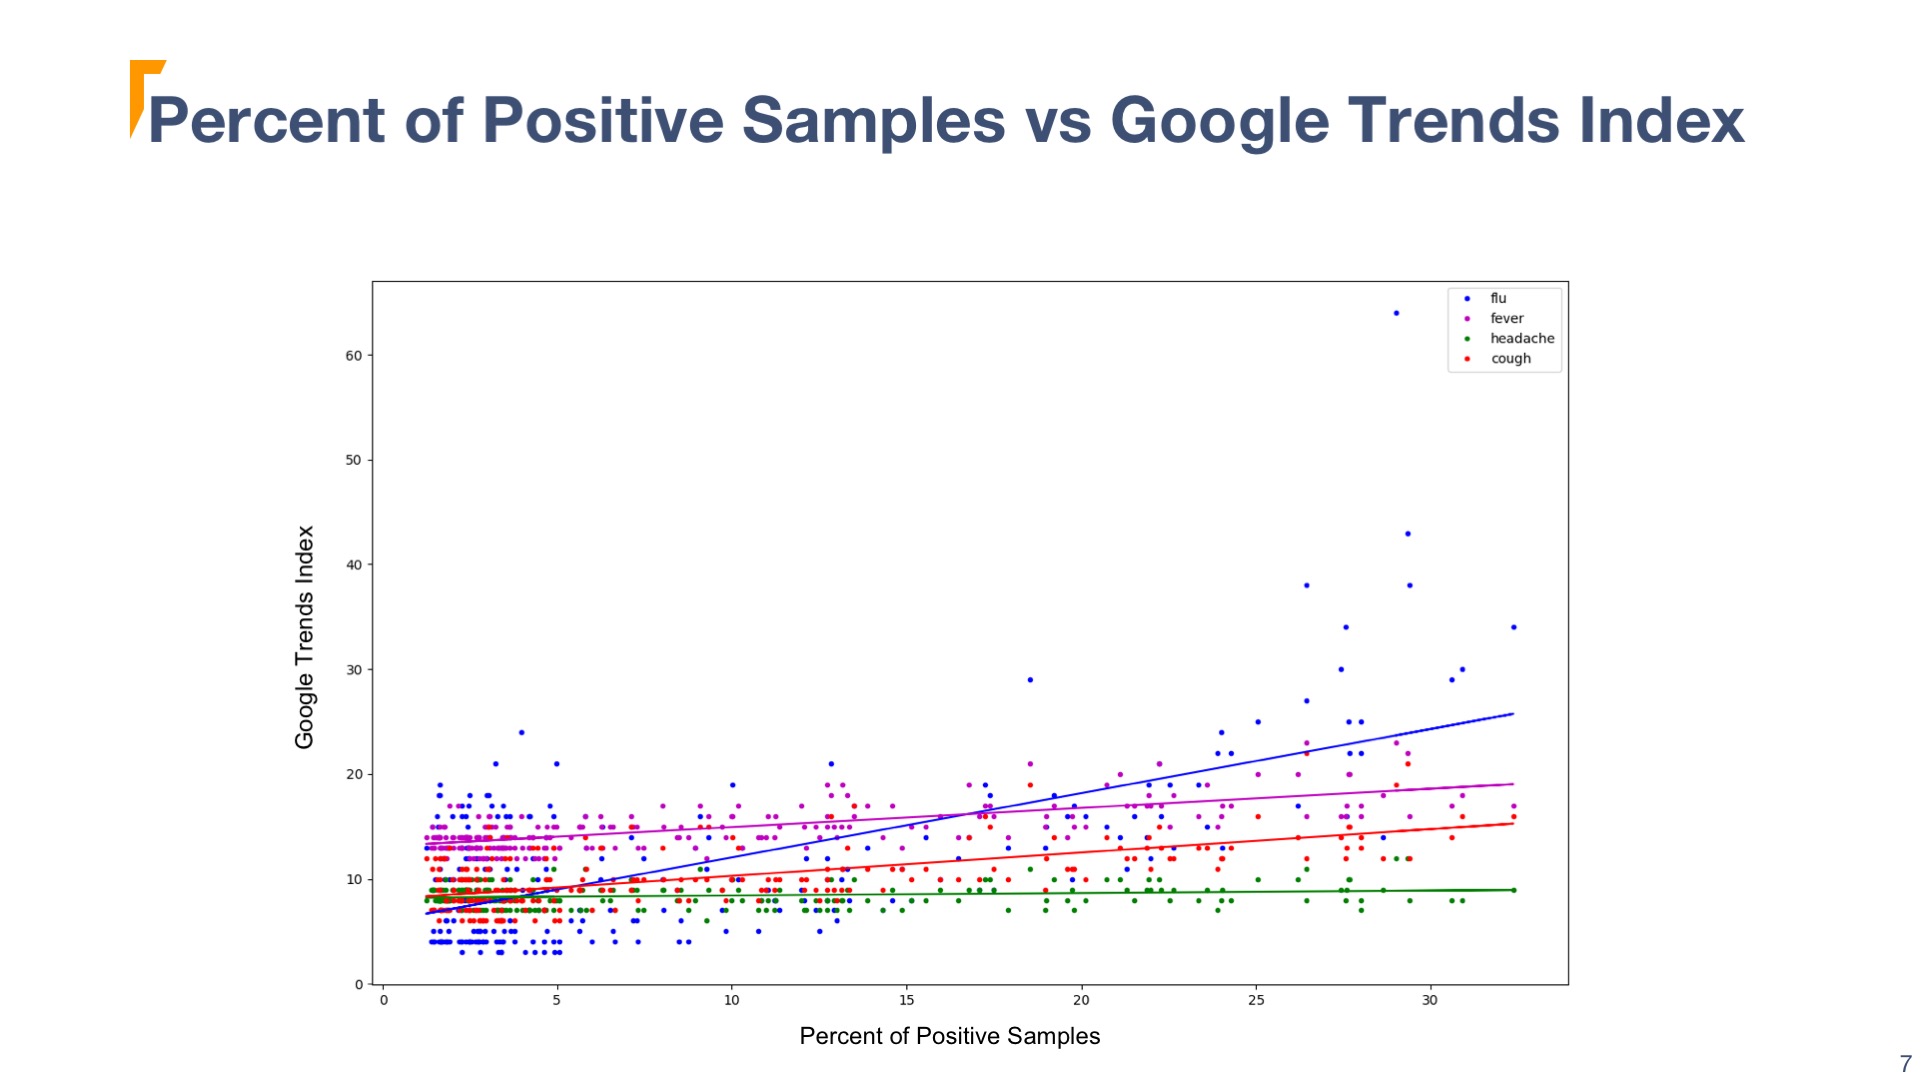 Percent of Positive Samples vs Google Trends Index
flu
fever
headache
cough
60
50
40
30
20
10
0
Google Trends Index
0 5 10 15 20 25 30
Percent of Positive Samples
7